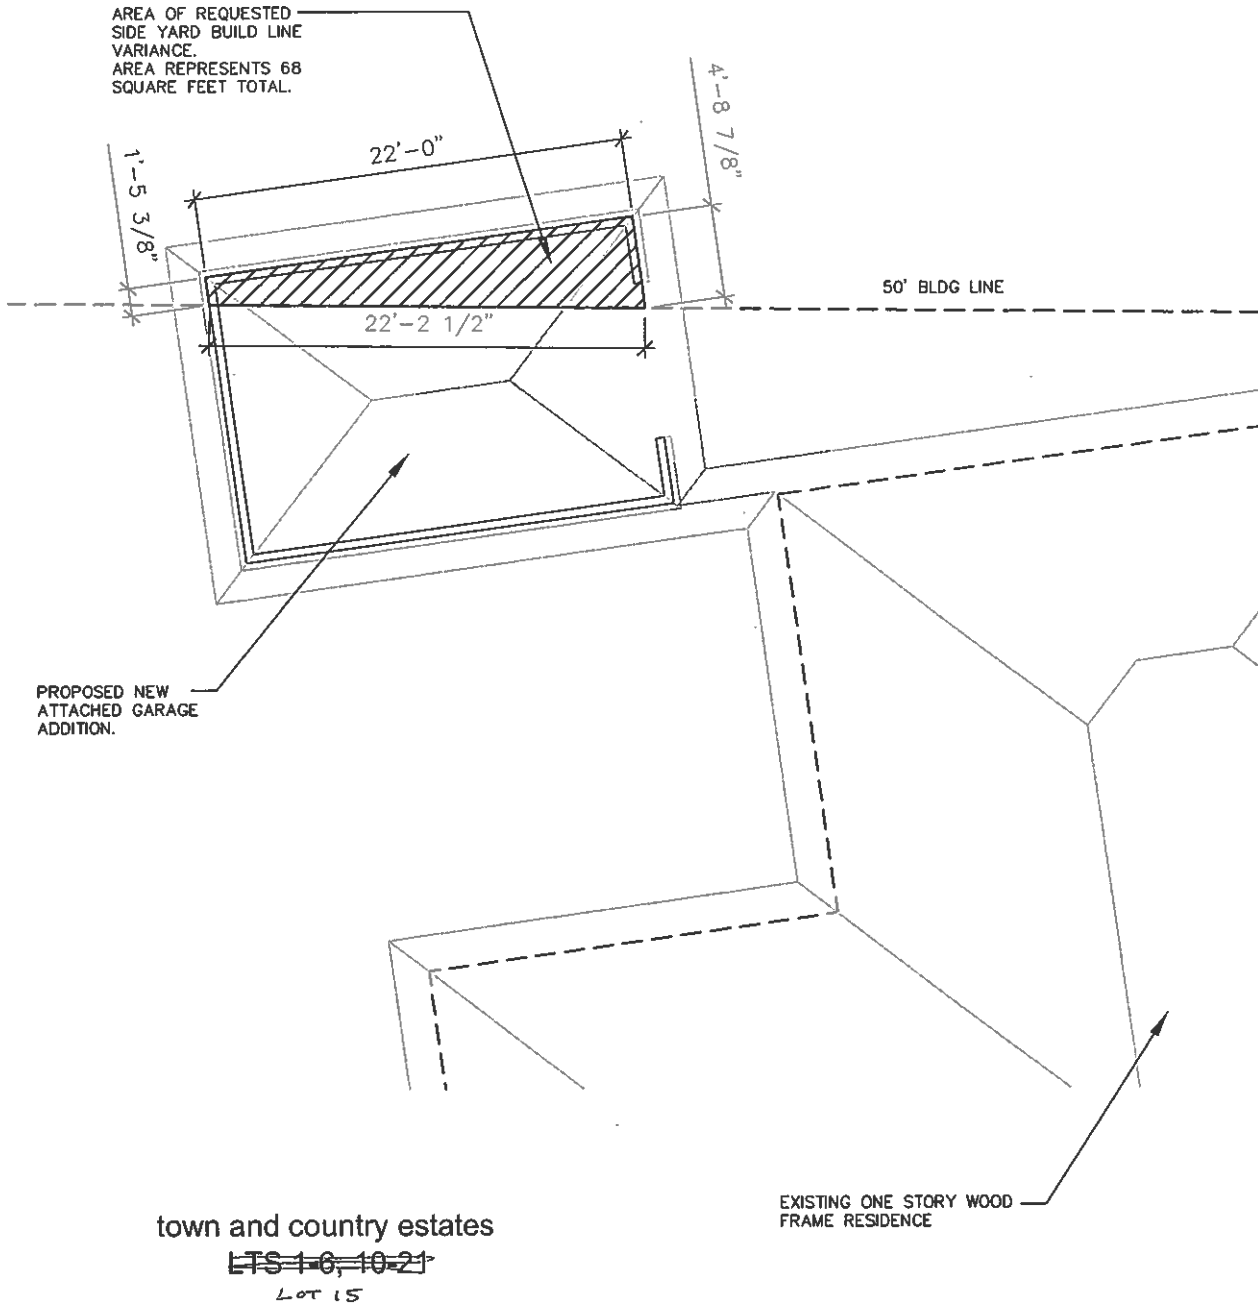 AREA OF REQUESTED
SIDE YARD BUILD LINE
VARIANCE.
AREA REPRESENTS 68
SQUARE FEET TOTAL.
4'-8 7/8"
22'-0"
1'-5 3/8"
50' BLDG LINE
22'-2 1/2"
PROPOSED NEW
ATTACHED GARAGE
ADDITION.
EXISTING ONE STORY WOOD
FRAME RESIDENCE
town and country estates
LTS 1-6, 10-21
LOT 15